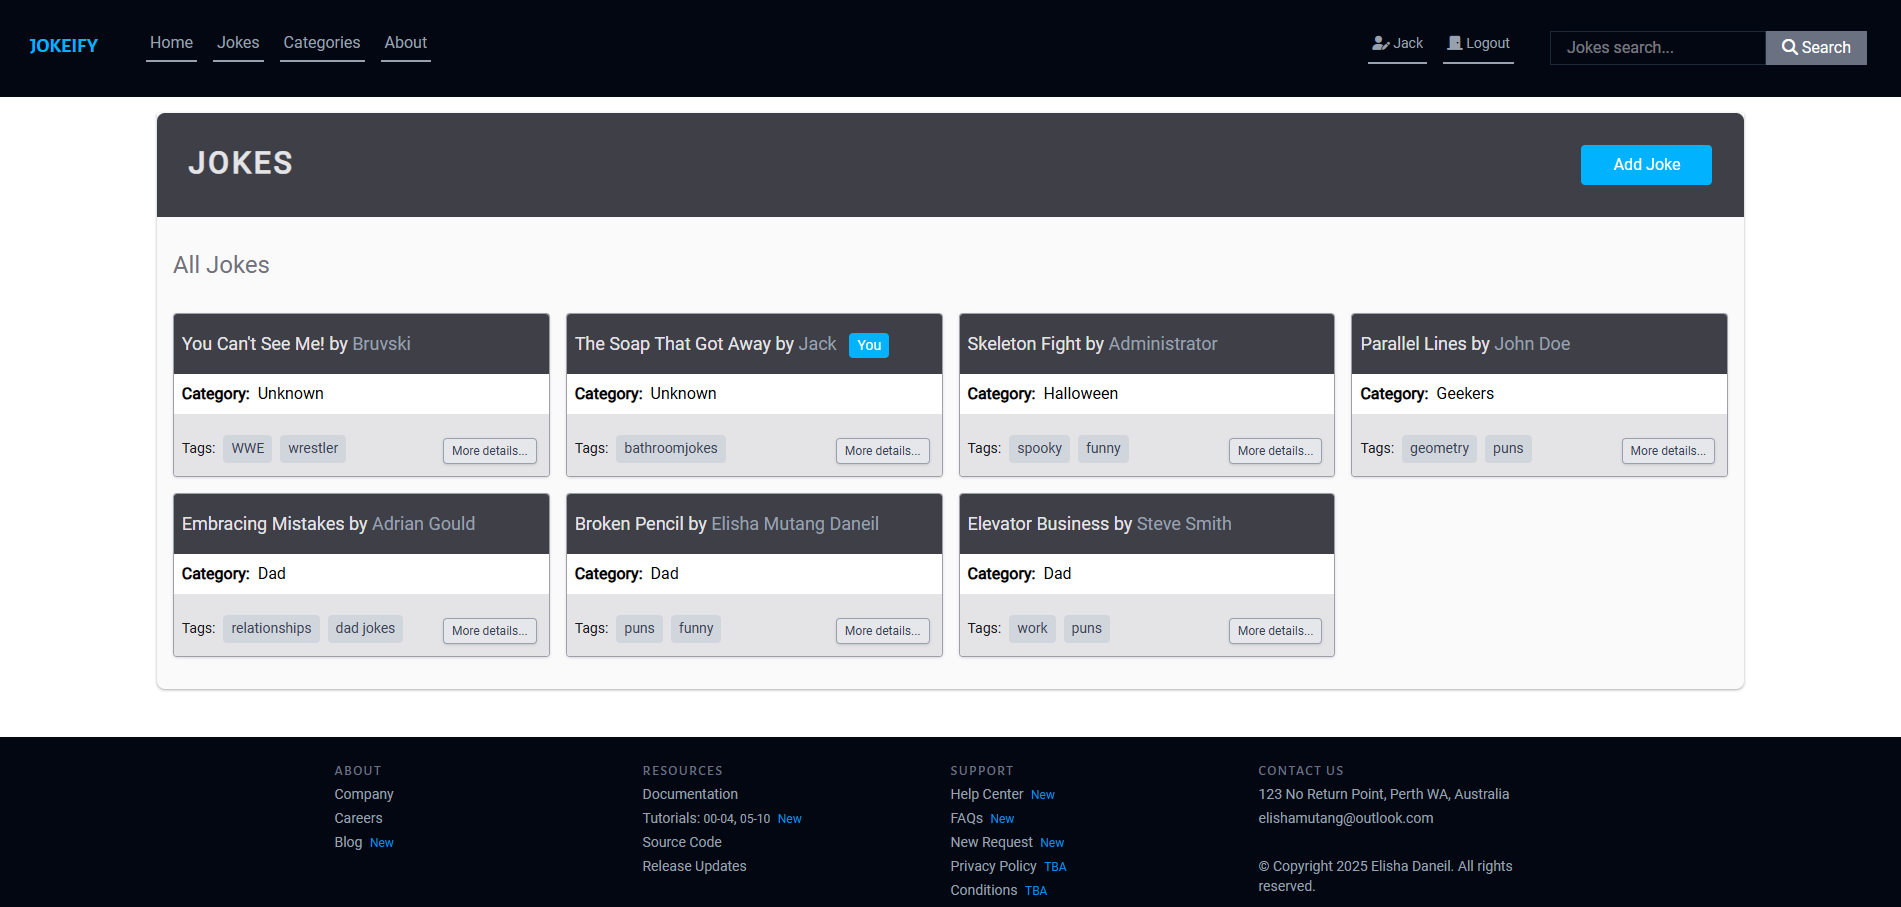 JOKEIFY
Home Jokes Categories About
Jack Logout
Jokes search... Search
JOKES
Add Joke
All Jokes
You Can't See Me! by Bruvski
Category: Unknown
Tags: WWE wrestler More details...
The Soap That Got Away by Jack You
Category: Unknown
Tags: bathroomjokes More details...
Skeleton Fight by Administrator
Category: Halloween
Tags: spooky funny More details...
Parallel Lines by John Doe
Category: Geekers
Tags: geometry puns More details...
Embracing Mistakes by Adrian Gould
Category: Dad
Tags: relationships dad jokes More details...
Broken Pencil by Elisha Mutang Daneil
Category: Dad
Tags: puns funny More details...
Elevator Business by Steve Smith
Category: Dad
Tags: work puns More details...
ABOUT
Company
Careers
Blog New
RESOURCES
Documentation
Tutorials: 00-04, 05-10 New
Source Code
Release Updates
SUPPORT
Help Center New
FAQs New
New Request New
Privacy Policy TBA
Conditions TBA
CONTACT US
123 No Return Point, Perth WA, Australia
elishamutang@outlook.com
© Copyright 2025 Elisha Daneil. All rights
reserved.